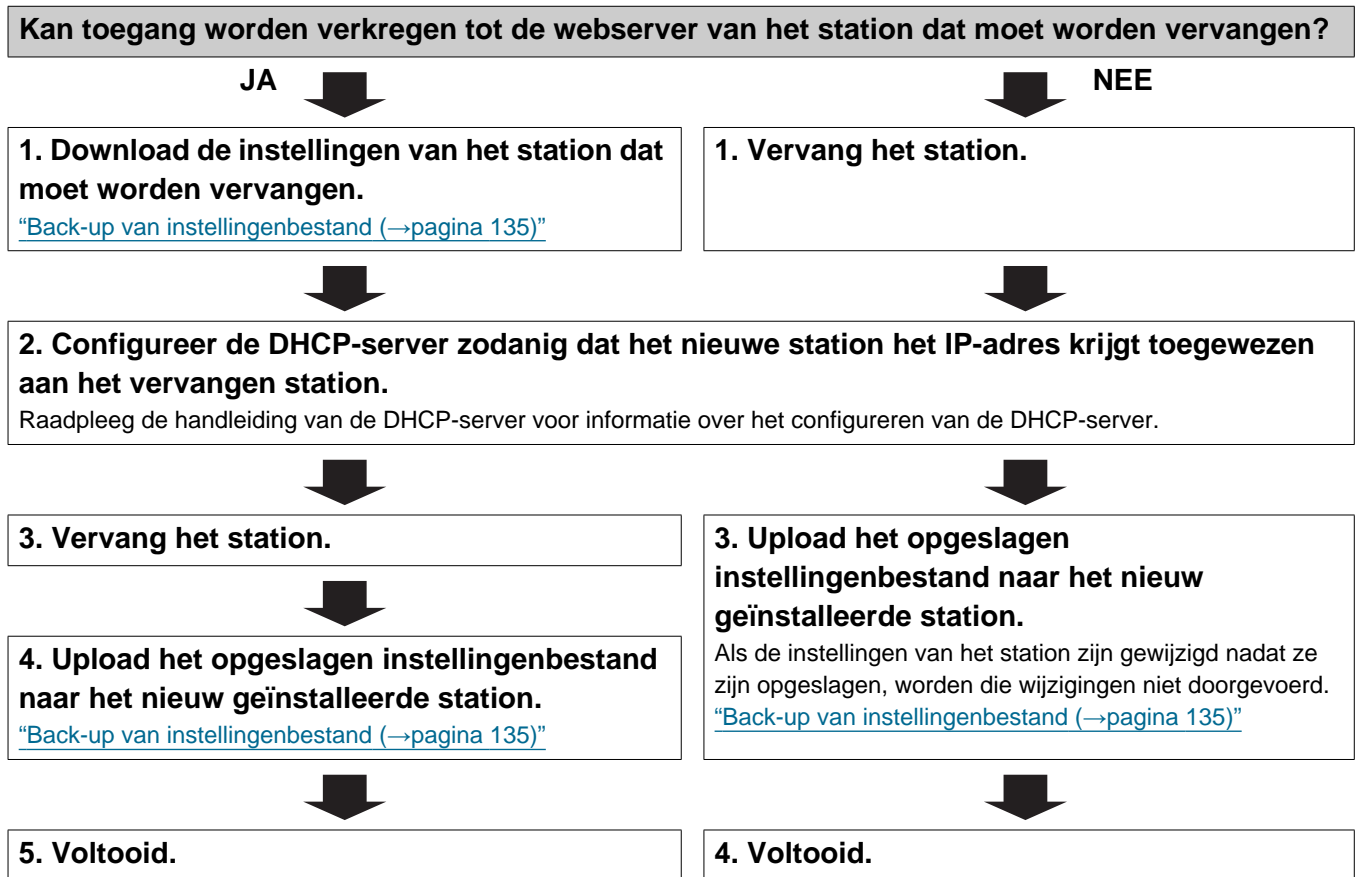 Kan toegang worden verkregen tot de webserver van het station dat moet worden vervangen?
JA
NEE
1. Download de instellingen van het station dat
moet worden vervangen.
“Back-up van instellingenbestand (→pagina 135)”
1. Vervang het station.
2. Configureer de DHCP-server zodanig dat het nieuwe station het IP-adres krijgt toegewezen
aan het vervangen station.
Raadpleeg de handleiding van de DHCP-server voor informatie over het configureren van de DHCP-server.
3. Vervang het station.
4. Upload het opgeslagen instellingenbestand
naar het nieuw geïnstalleerde station.
“Back-up van instellingenbestand (→pagina 135)”
3. Upload het opgeslagen
instellingenbestand naar het nieuw
geïnstalleerde station.
Als de instellingen van het station zijn gewijzigd nadat ze
zijn opgeslagen, worden die wijzigingen niet doorgevoerd.
“Back-up van instellingenbestand (→pagina 135)”
5. Voltooid.
4. Voltooid.